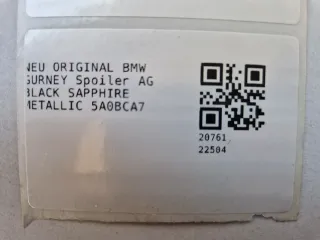 NEU ORIGINAL BMW
GURNEY Spoiler AG
BLACK SAPPHIRE
METALLIC 5A0BCA7
20761
22504